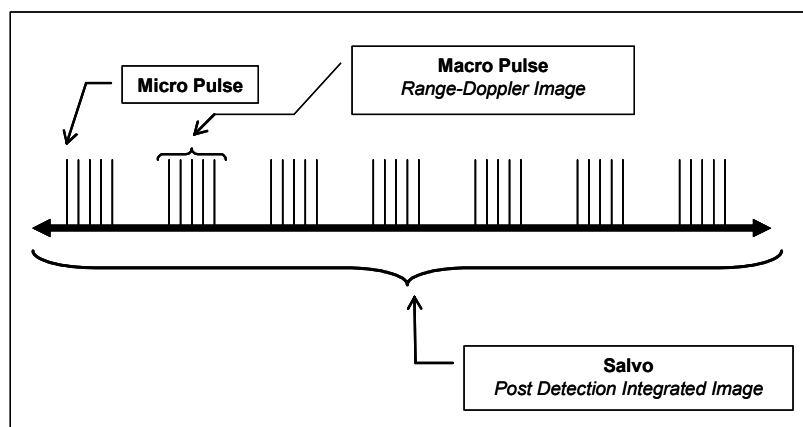 Micro Pulse
Macro Pulse
Range-Doppler Image
Salvo
Post Detection Integrated Image